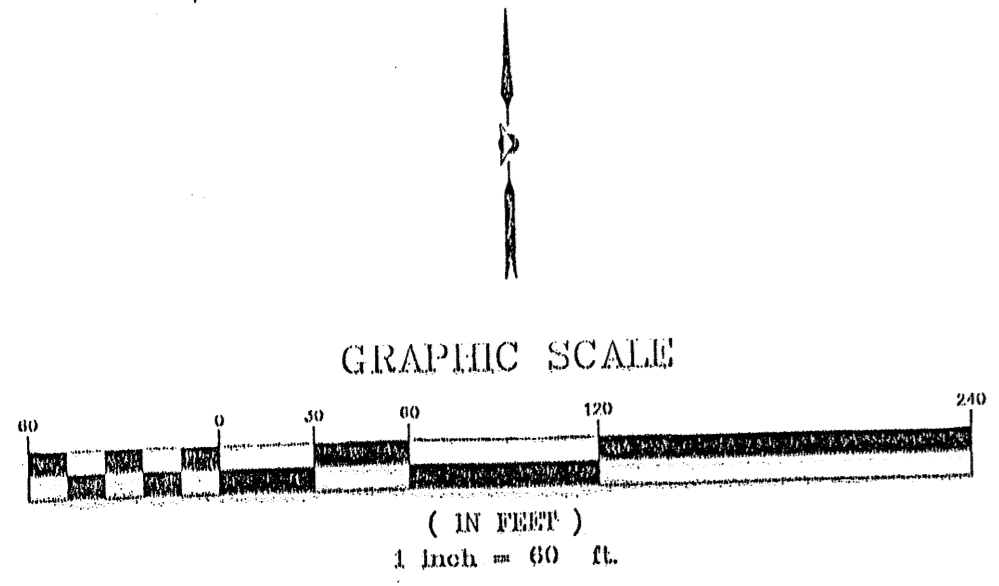 GRAPHIC SCALE
60 0 30 60 120 240
( IN FEET )
1 inch = 60 ft.